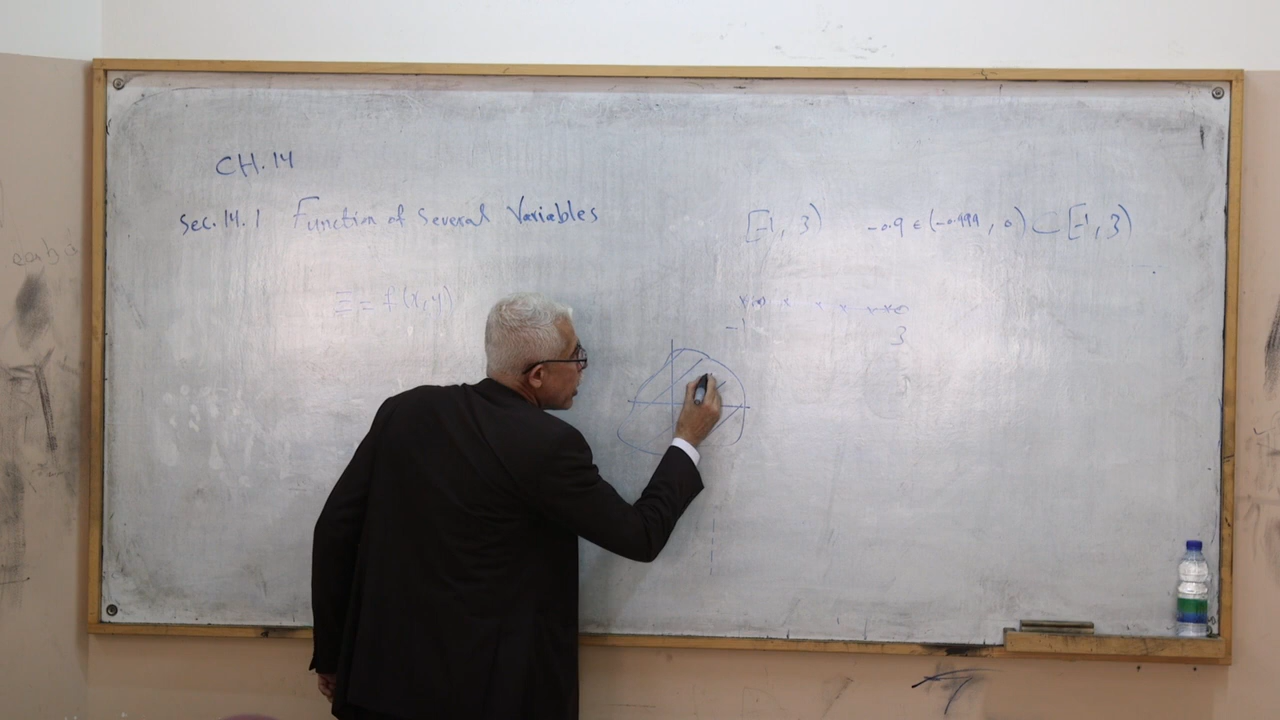 CH.14
Sec. 14.1 Function of Several Variables
[-1, 3) -0.9 ∈ (-0.999, 0) ⊂ [-1, 3)
Z = f(x,y)
-1 3